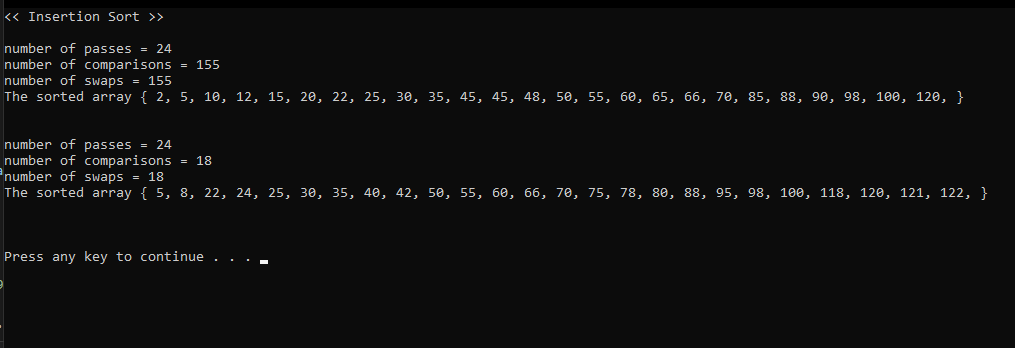 << Insertion Sort >>
number of passes = 24
number of comparisons = 155
number of swaps = 155
The sorted array { 2, 5, 10, 12, 15, 20, 22, 25, 30, 35, 45, 45, 48, 50, 55, 60, 65, 66, 70, 85, 88, 90, 98, 100, 120, }
number of passes = 24
number of comparisons = 18
number of swaps = 18
The sorted array { 5, 8, 22, 24, 25, 30, 35, 40, 42, 50, 55, 60, 66, 70, 75, 78, 80, 88, 95, 98, 100, 118, 120, 121, 122, }
Press any key to continue . . .